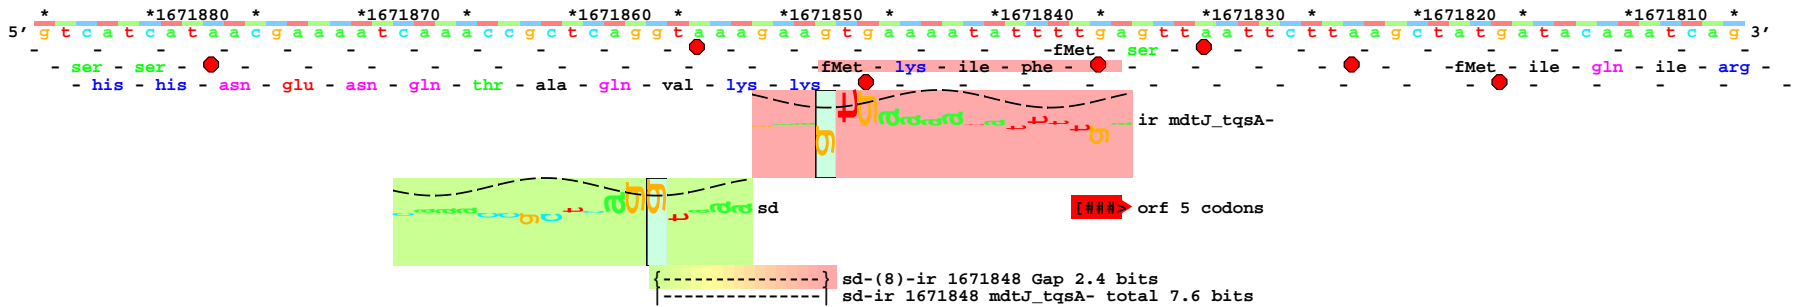 * *1671880 * *1671870 * *1671860 * *1671850 * *1671840 * *1671830 * *1671820 * *1671810 *
5' g t c a t c a t a a c g a a a a t c a a a c c g c t c a g g t a a a g a a g t g a a a a t a t t t t g a g t t a a t t c t t a a g c t a t g a t a c a a a t c a g 3'
- - - - - - - - - - - - - - - -fMet - ser - - - - - - - - -
- ser - ser - - - - - - - - - - -fMet - lys - ile - phe - - - - - -fMet - ile - gln - ile - arg -
- his - his - asn - glu - asn - gln - thr - ala - gln - val - lys - lys - - - - - - - - - - - - - -
ir mdtJ_tqsA-
sd
[###> orf 5 codons
{---------------} sd-(8)-ir 1671848 Gap 2.4 bits
|---------------| sd-ir 1671848 mdtJ_tqsA- total 7.6 bits